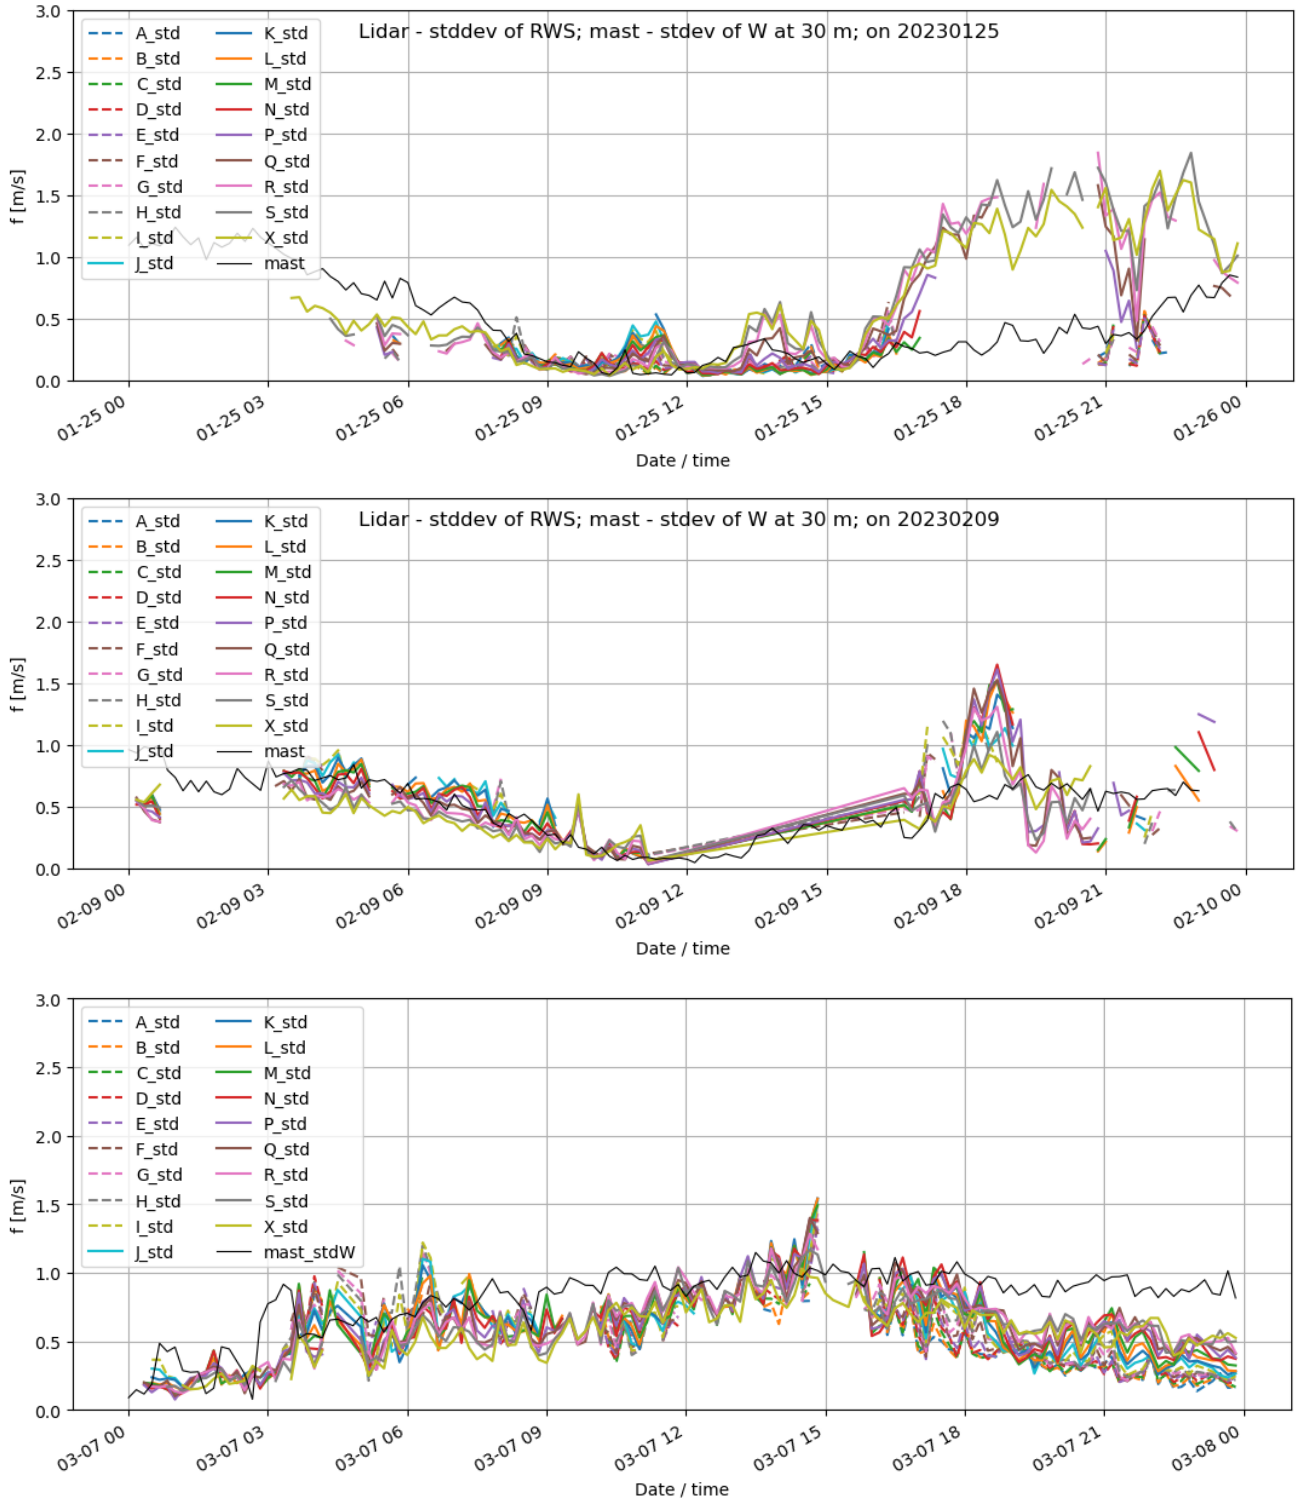 Lidar - stddev of RWS; mast - stdev of W at 30 m; on 20230125
3.0
2.5
2.0
1.5
1.0
0.5
0.0
f [m/s]
A_std K_std
B_std L_std
C_std M_std
D_std N_std
E_std P_std
F_std Q_std
G_std R_std
H_std S_std
I_std X_std
J_std mast
01-25 00 01-25 03 01-25 06 01-25 09 01-25 12 01-25 15 01-25 18 01-25 21 01-26 00
Date / time
Lidar - stddev of RWS; mast - stdev of W at 30 m; on 20230209
3.0
2.5
2.0
1.5
1.0
0.5
0.0
f [m/s]
A_std K_std
B_std L_std
C_std M_std
D_std N_std
E_std P_std
F_std Q_std
G_std R_std
H_std S_std
I_std X_std
J_std mast
02-09 00 02-09 03 02-09 06 02-09 09 02-09 12 02-09 15 02-09 18 02-09 21 02-10 00
Date / time
3.0
2.5
2.0
1.5
1.0
0.5
0.0
f [m/s]
A_std K_std
B_std L_std
C_std M_std
D_std N_std
E_std P_std
F_std Q_std
G_std R_std
H_std S_std
I_std X_std
J_std mast_stdW
03-07 00 03-07 03 03-07 06 03-07 09 03-07 12 03-07 15 03-07 18 03-07 21 03-08 00
Date / time